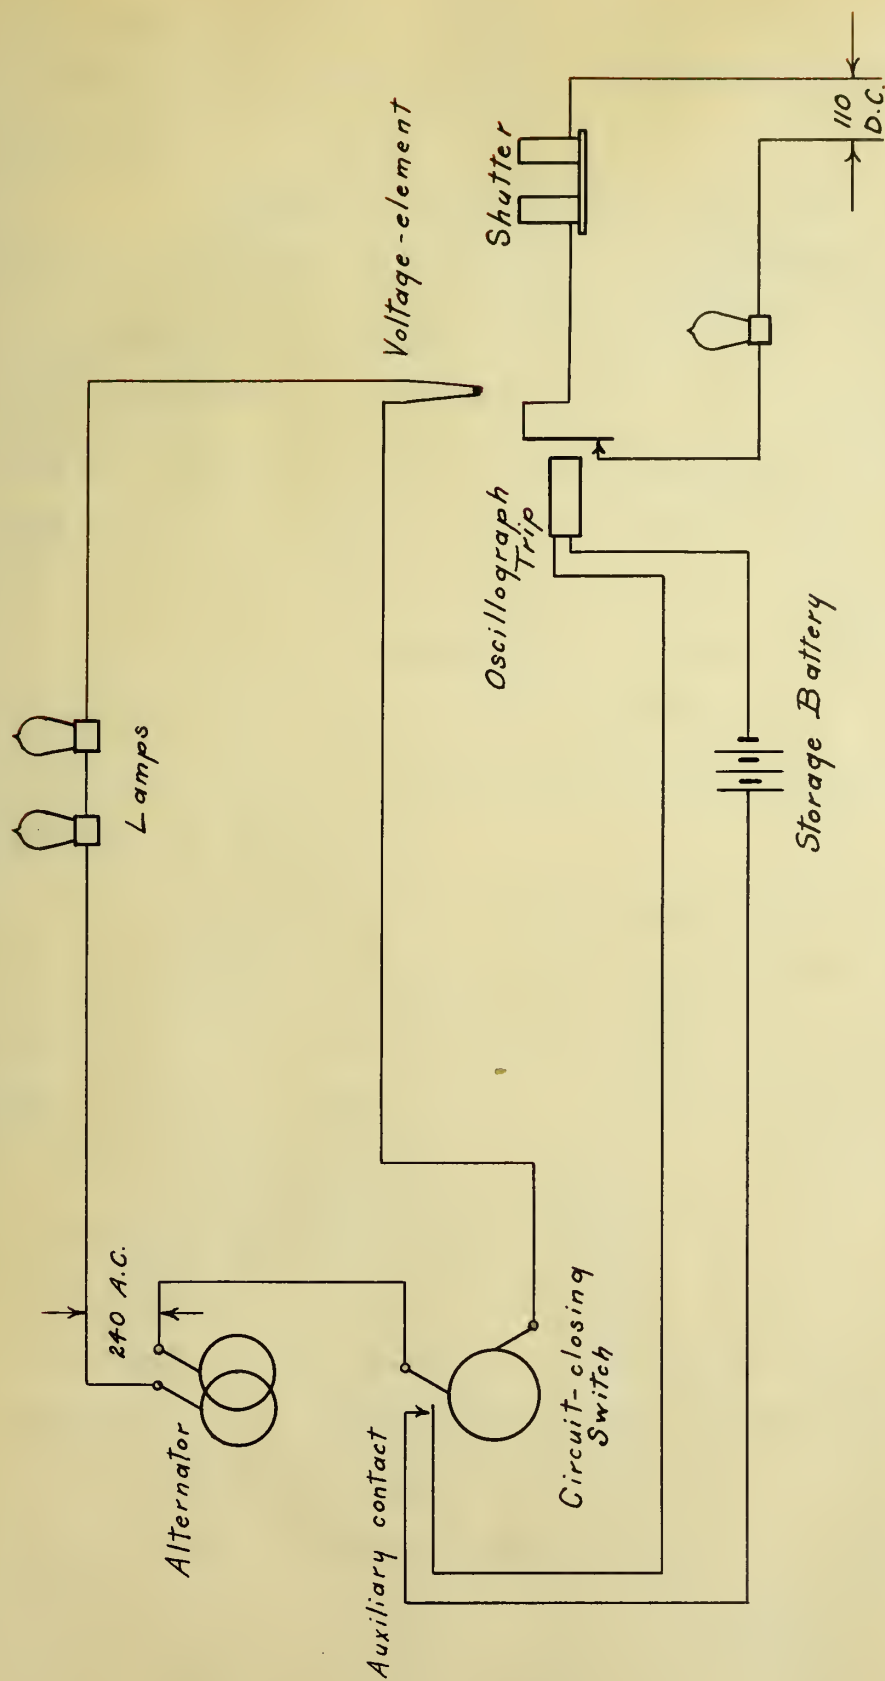 Alternator
240 A.C.
Lamps
Voltage-element
Auxiliary contact
Circuit-closing
Switch
Oscillograph
Trip
Shutter
Storage Battery
110
D.C.